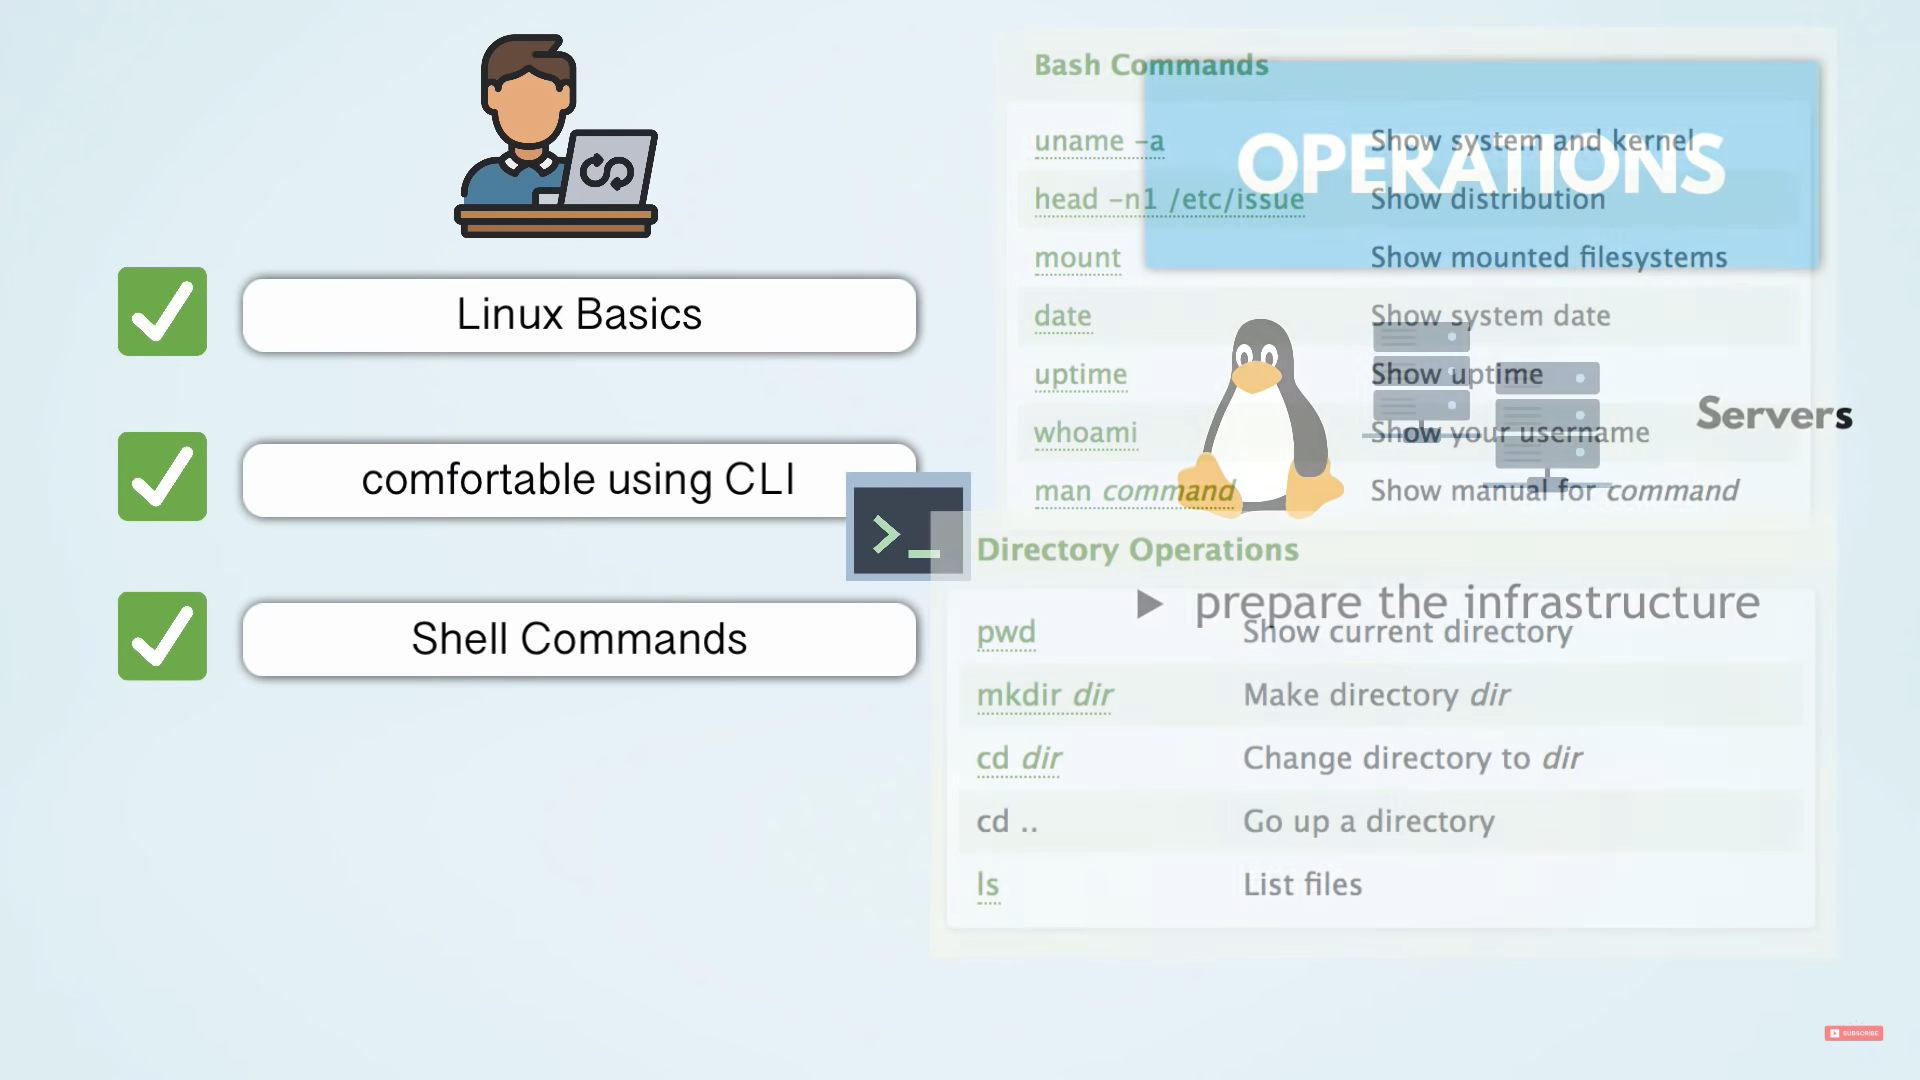 Linux Basics
comfortable using CLI
Shell Commands
>_
Bash Commands
OPERATIONS
uname -a Show system and kernel
head -n1 /etc/issue Show distribution
mount Show mounted filesystems
date Show system date
uptime Show uptime
whoami Show your username
man command Show manual for command
Servers
Directory Operations
prepare the infrastructure
pwd Show current directory
mkdir dir Make directory dir
cd dir Change directory to dir
cd .. Go up a directory
ls List files
SUBSCRIBE